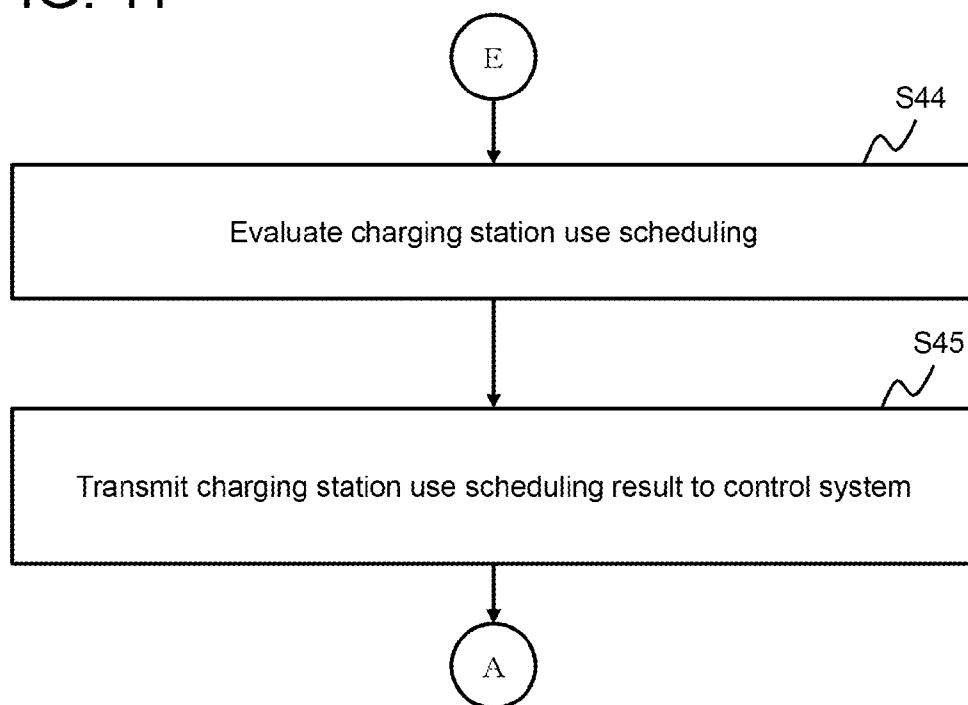 E
S44
Evaluate charging station use scheduling
S45
Transmit charging station use scheduling result to control system
A